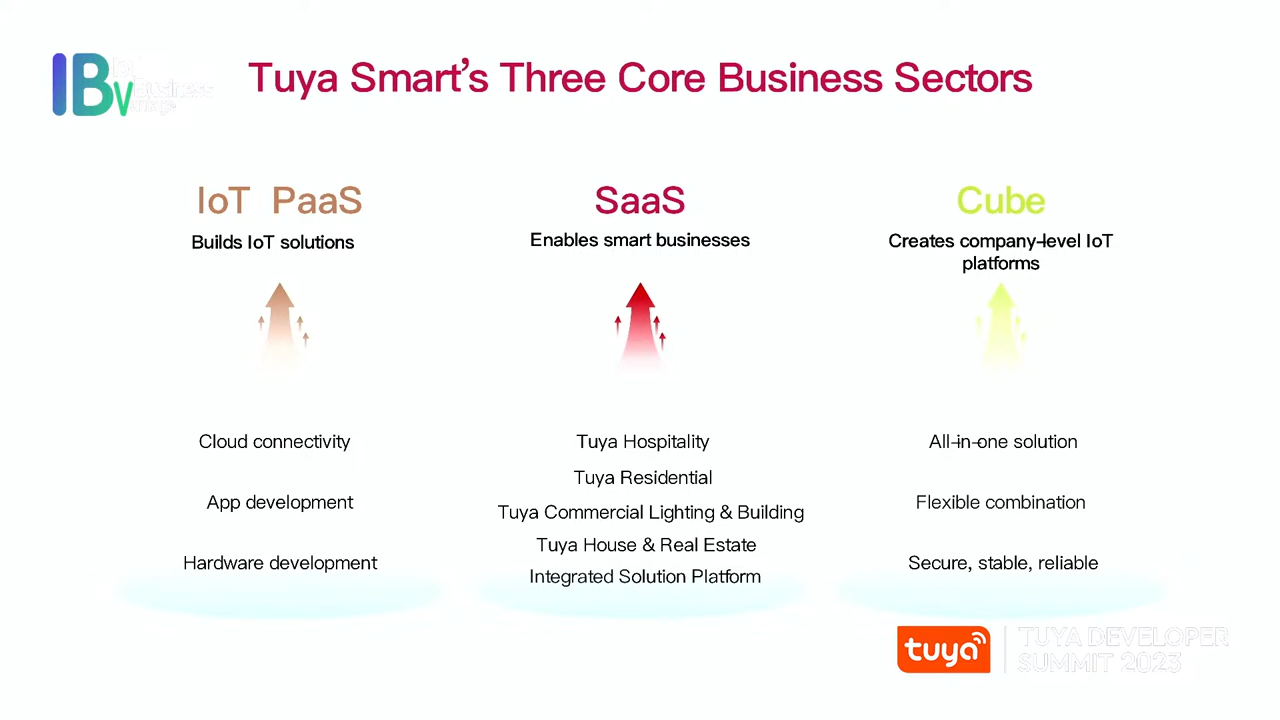 IBv
Business
Tuya Smart’s Three Core Business Sectors
IoT PaaS
Builds IoT solutions
Cloud connectivity
App development
Hardware development
SaaS
Enables smart businesses
Tuya Hospitality
Tuya Residential
Tuya Commercial Lighting & Building
Tuya House & Real Estate
Integrated Solution Platform
Cube
Creates company-level IoT
platforms
All-in-one solution
Flexible combination
Secure, stable, reliable
tuya
TUYA DEVELOPER
SUMMIT 2023